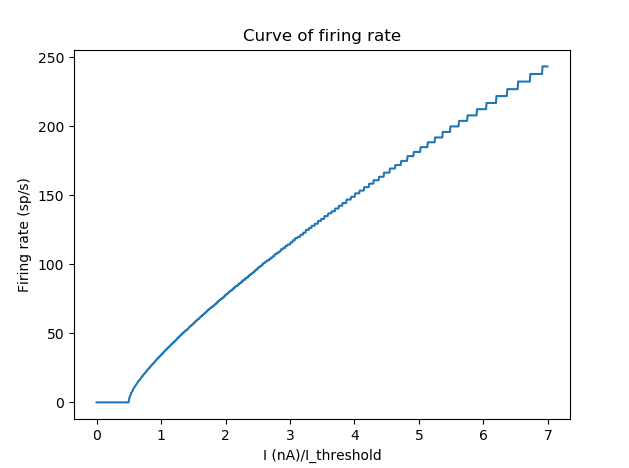 Curve of firing rate
250
200
150
100
50
0
Firing rate (sp/s)
0 1 2 3 4 5 6 7
I (nA)/I_threshold